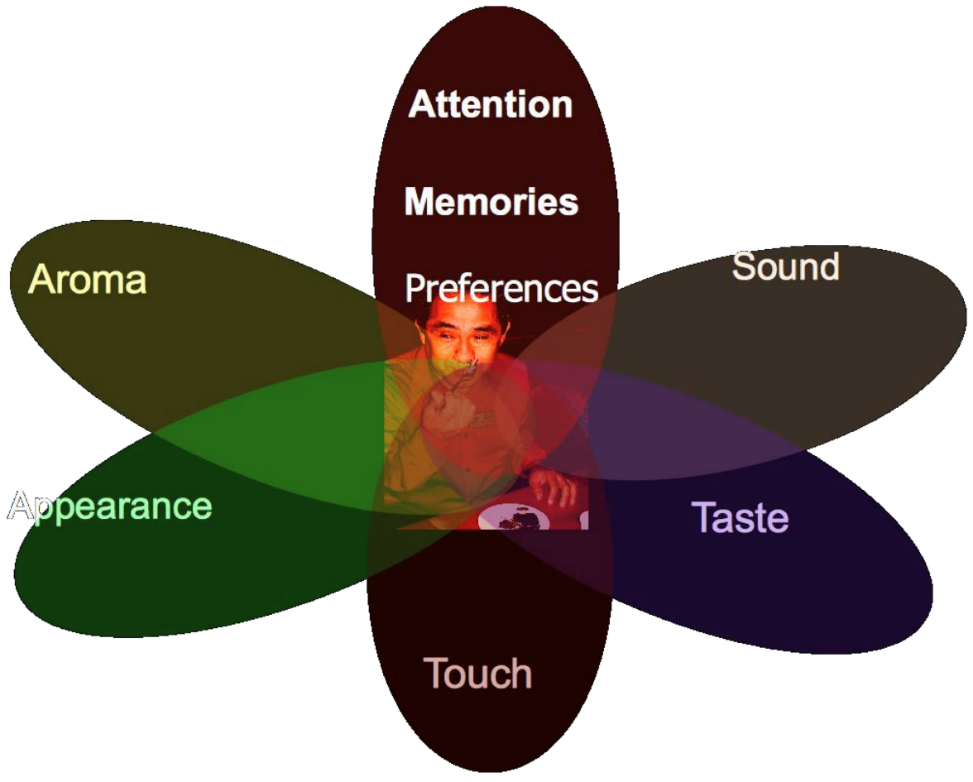 Attention
Memories
Preferences
Aroma
Sound
Appearance
Taste
Touch